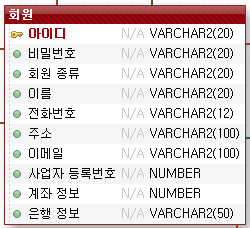 회원
아이디 N/A VARCHAR2(20)
비밀번호 N/A VARCHAR2(20)
회원 종류 N/A VARCHAR2(20)
이름 N/A VARCHAR2(20)
전화번호 N/A VARCHAR2(12)
주소 N/A VARCHAR2(100)
이메일 N/A VARCHAR2(100)
사업자 등록번호 N/A NUMBER
계좌 정보 N/A NUMBER
은행 정보 N/A VARCHAR2(50)